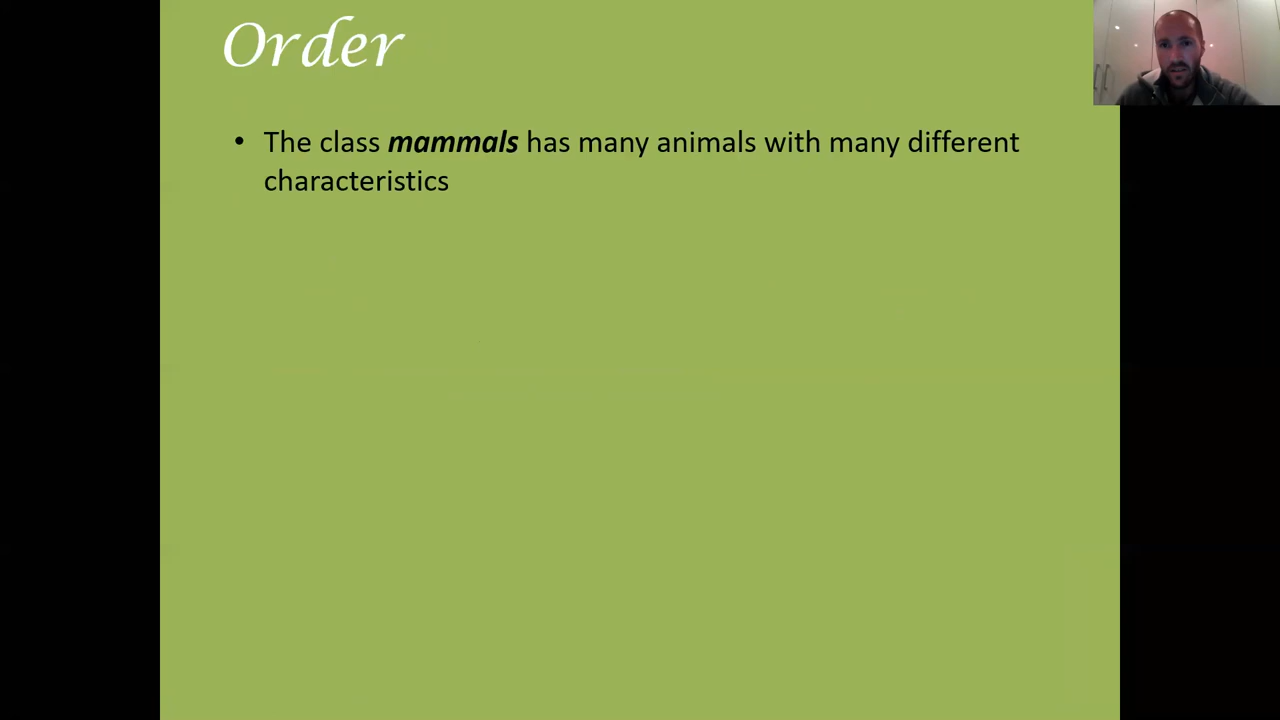 Order
• The class mammals has many animals with many different
characteristics